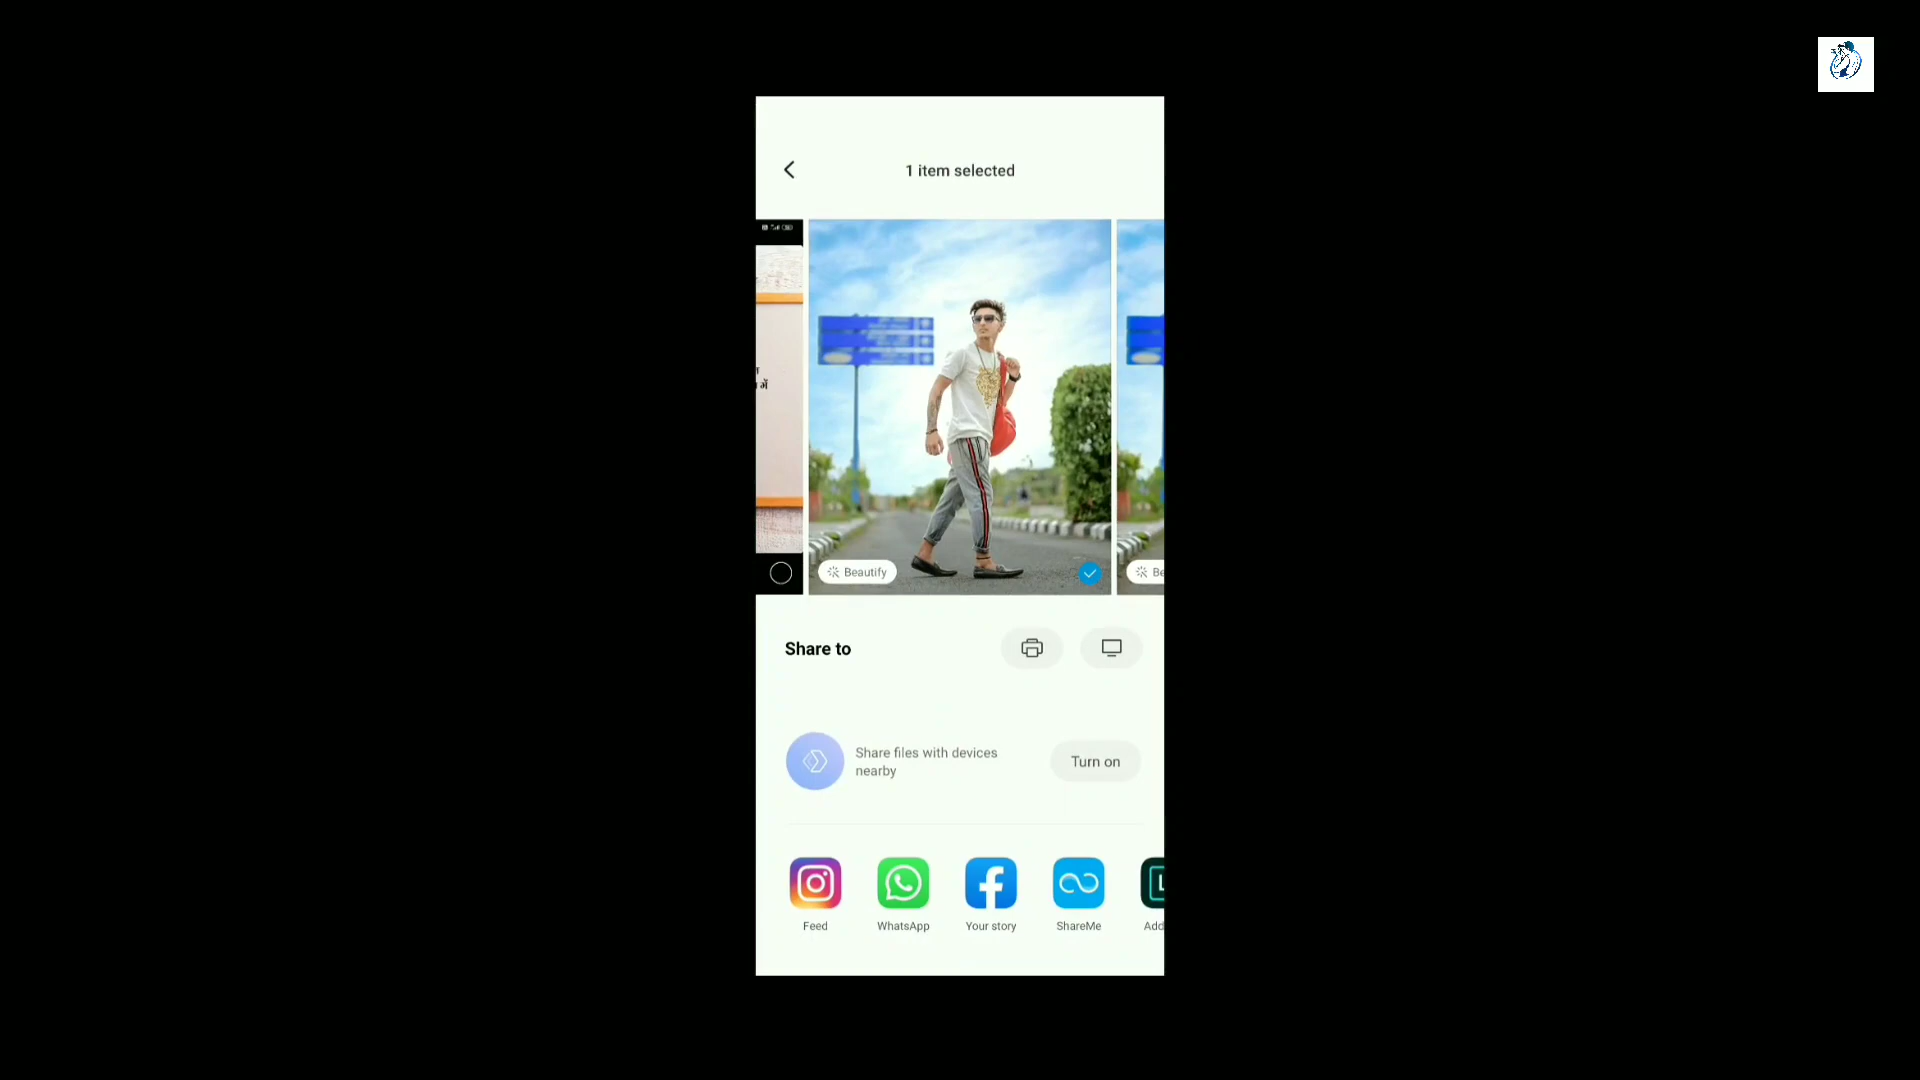 1 item selected
में
Beautify
Be
Share to
Share files with devices
nearby
Turn on
Feed
WhatsApp
Your story
ShareMe
Add